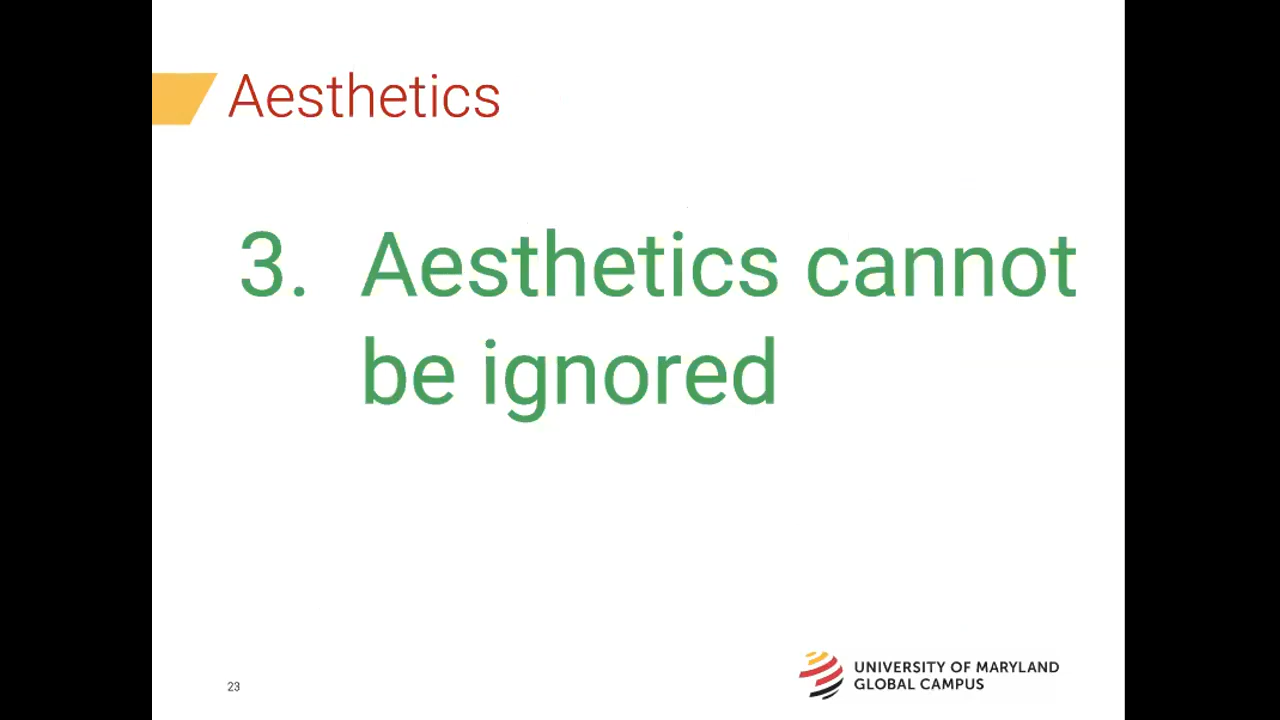 Aesthetics
3. Aesthetics cannot
be ignored
23
UNIVERSITY OF MARYLAND
GLOBAL CAMPUS